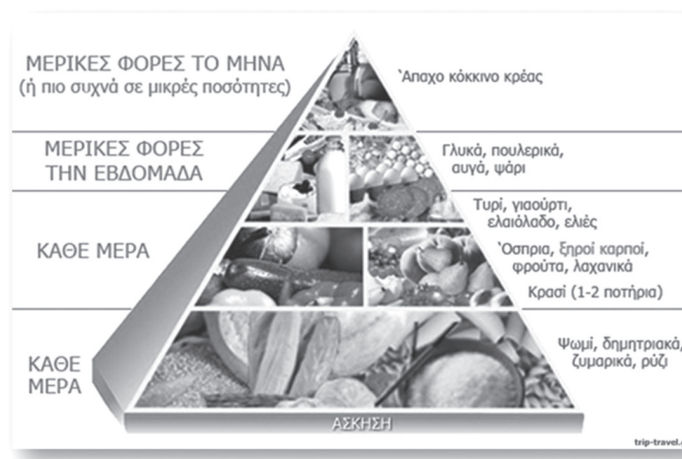 ΜΕΡΙΚΕΣ ΦΟΡΕΣ ΤΟ ΜΗΝΑ
(ή πιο συχνά σε μικρές ποσότητες)
'Απαχο κόκκινο κρέας
ΜΕΡΙΚΕΣ ΦΟΡΕΣ
ΤΗΝ ΕΒΔΟΜΑΔΑ
Γλυκά, πουλερικά,
αυγά, ψάρι
ΚΑΘΕ ΜΕΡΑ
Τυρί, γιαούρτι,
ελαιόλαδο, ελιές
'Οσπρια, ξηροί καρποί,
φρούτα, λαχανικά
Κρασί (1-2 ποτήρια)
ΚΑΘΕ
ΜΕΡΑ
Ψωμί, δημητριακά,
ζυμαρικά, ρύζι
ΑΣΚΗΣΗ
trip-travel.